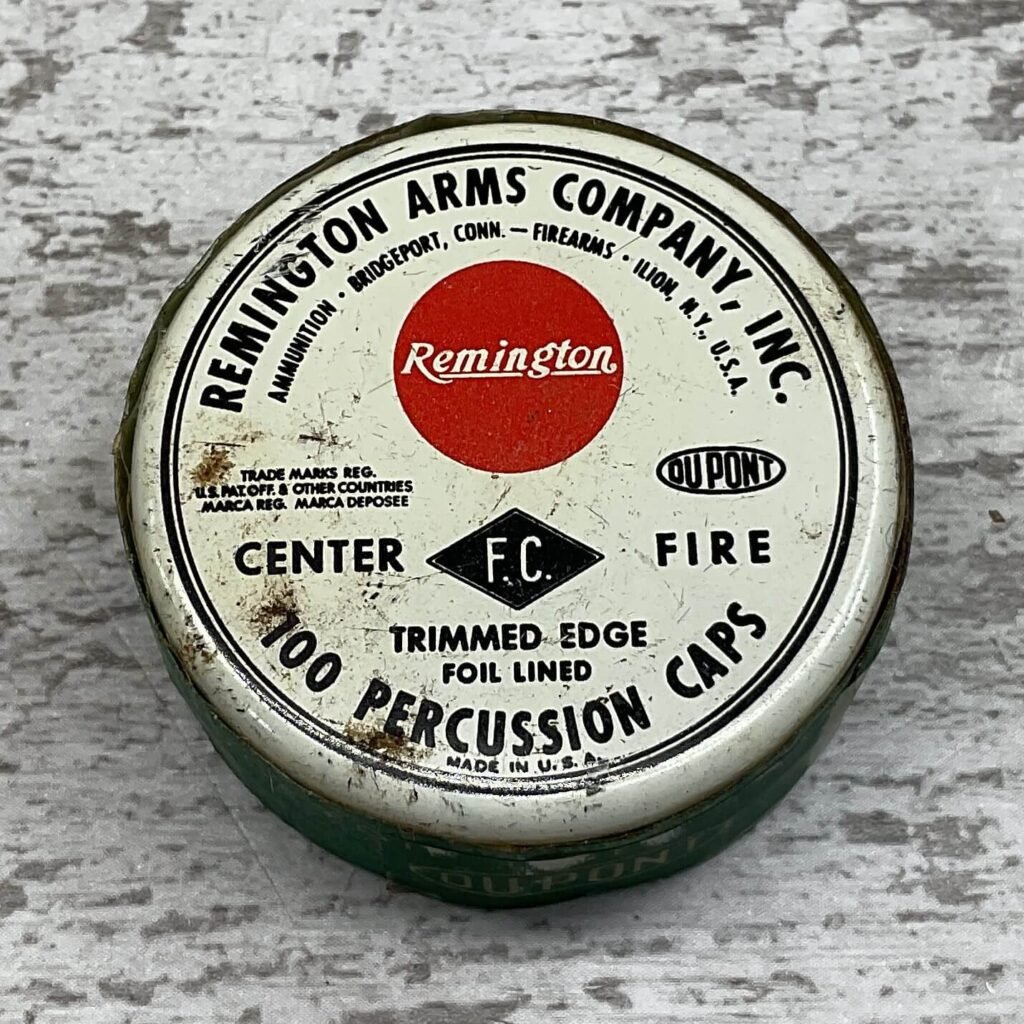 REMINGTON ARMS COMPANY, INC.
AMMUNITION · BRIDGEPORT, CONN. — FIREARMS · ILION, N.Y., U.S.A.
Remington
TRADE MARKS REG.
U.S. PAT. OFF. & OTHER COUNTRIES
MARCA REG. MARCA DEPOSEE
DU PONT
CENTER F.C. FIRE
TRIMMED EDGE
FOIL LINED
100 PERCUSSION CAPS
MADE IN U.S.A.
DUPONT